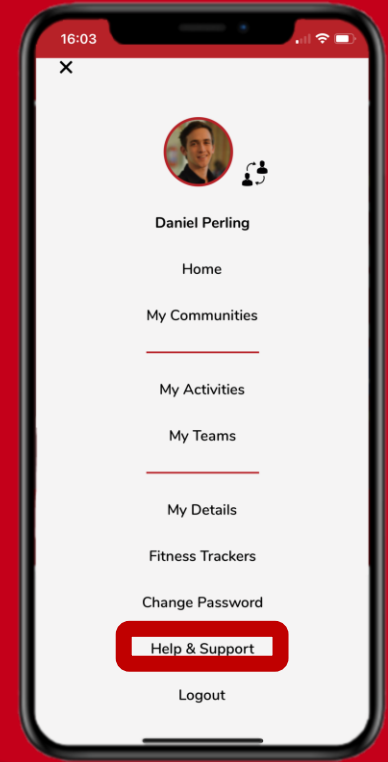 16:03
Daniel Perling
Home
My Communities
My Activities
My Teams
My Details
Fitness Trackers
Change Password
Help & Support
Logout